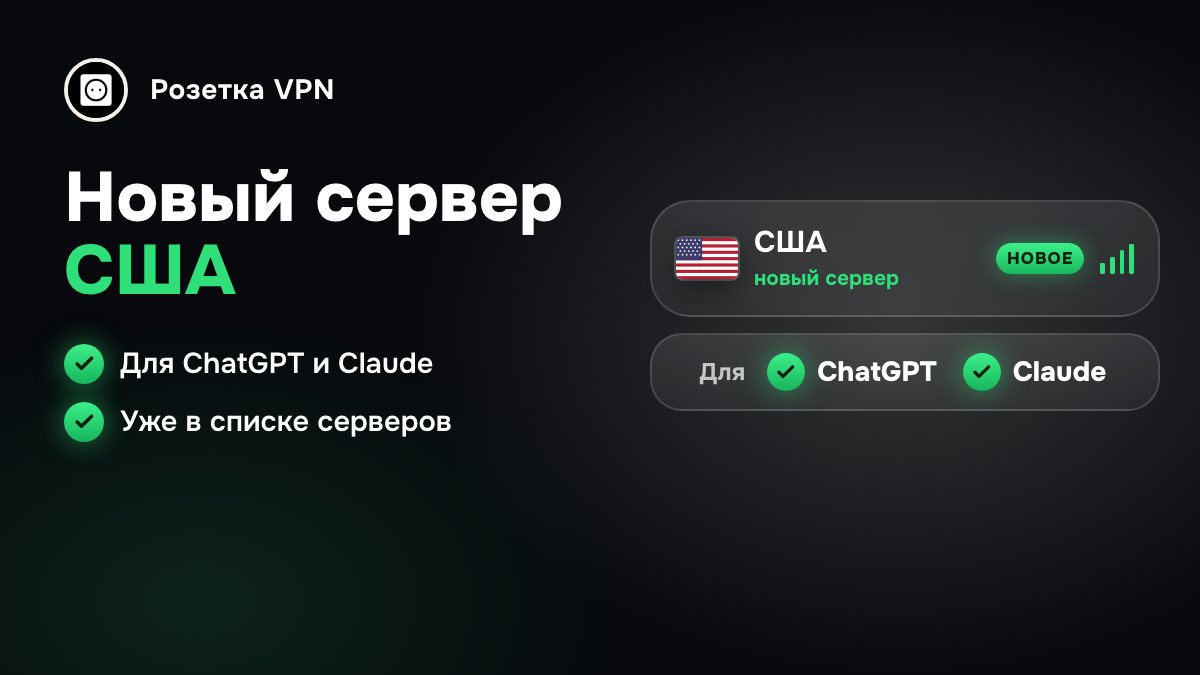 Розетка VPN
Новый сервер
США
Для ChatGPT и Claude
Уже в списке серверов
США
новый сервер
НОВОЕ
Для ChatGPT Claude